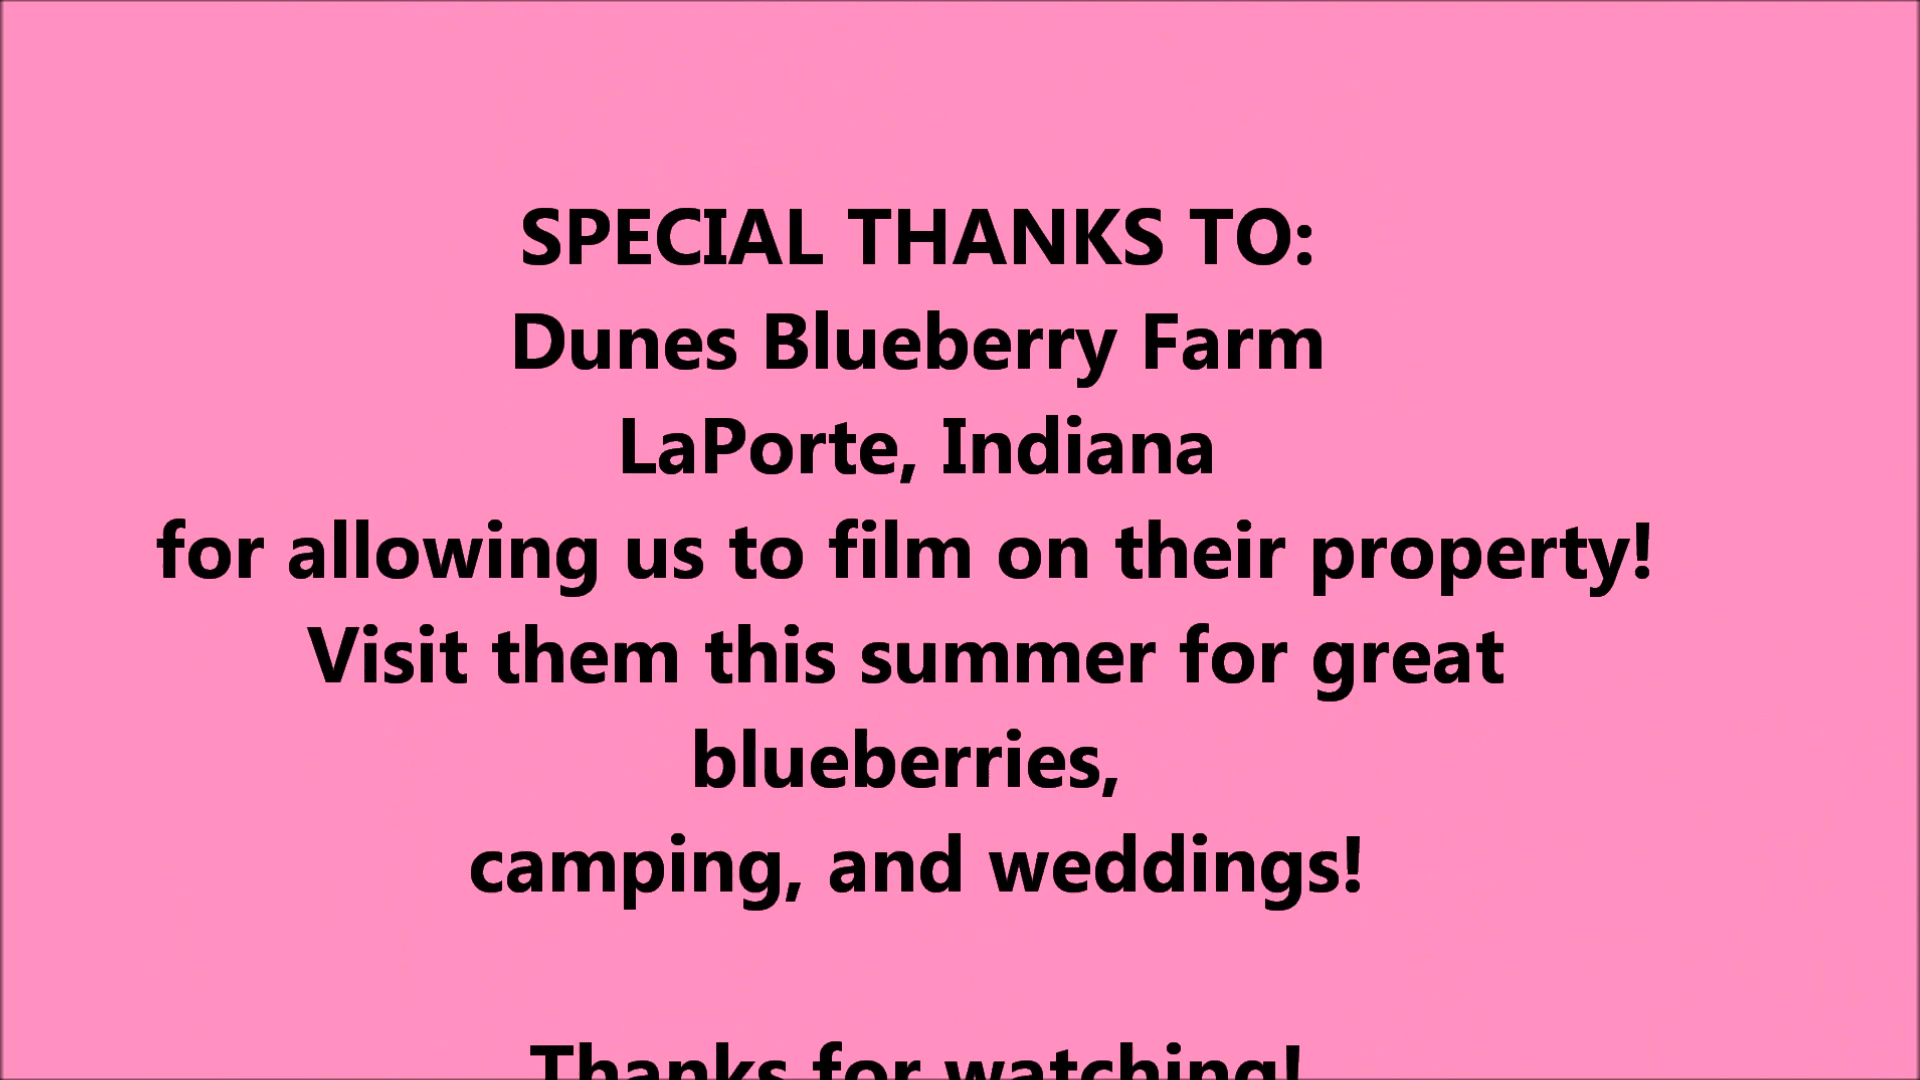 SPECIAL THANKS TO:
Dunes Blueberry Farm
LaPorte, Indiana
for allowing us to film on their property!
Visit them this summer for great
blueberries,
camping, and weddings!
Thanks for watching!